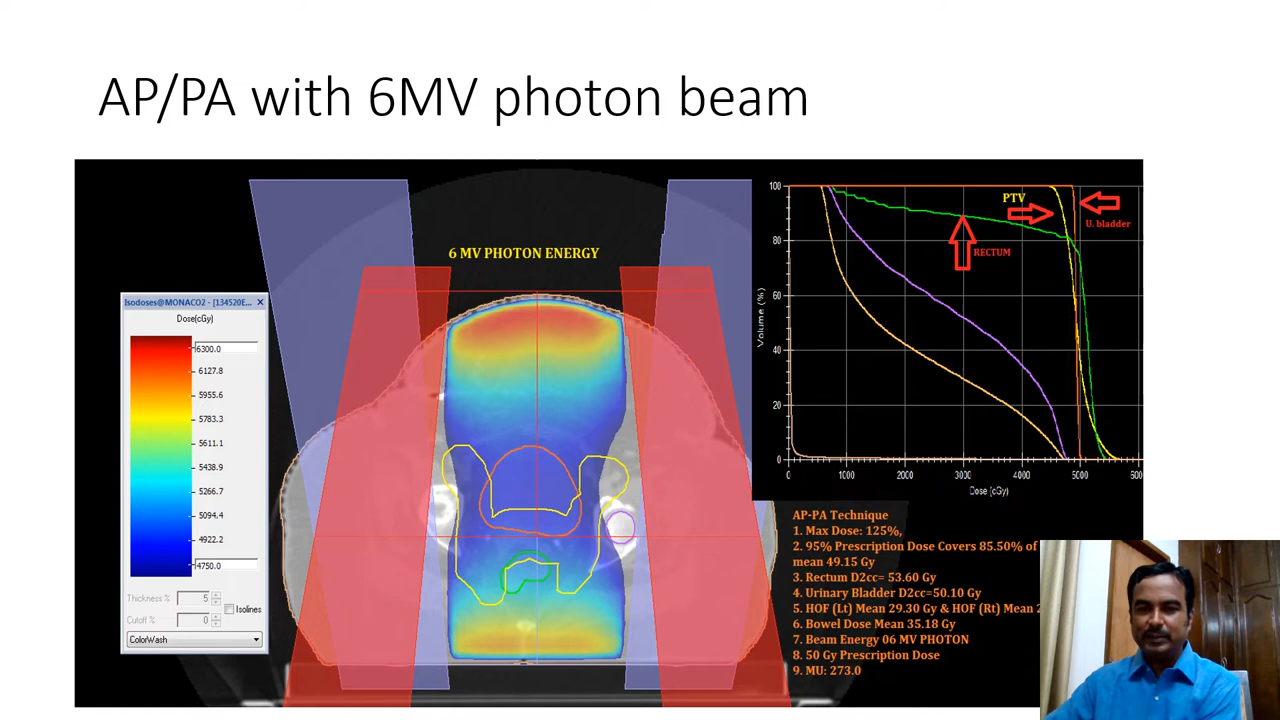 AP/PA with 6MV photon beam
6 MV PHOTON ENERGY
Isodoses@MONACO2 - [134520E...
Dose(cGy)
6300.0
6127.8
5955.6
5783.3
5611.1
5438.9
5266.7
5094.4
4922.2
4750.0
Thickness % 5
Isolines
Cutoff % 0
ColorWash
100
80
60
40
20
0
Volume (%)
PTV
U. bladder
RECTUM
0 1000 2000 3000 4000 5000 600
Dose (cGy)
AP-PA Technique
1. Max Dose: 125%,
2. 95% Prescription Dose Covers 85.50% of
mean 49.15 Gy
3. Rectum D2cc= 53.60 Gy
4. Urinary Bladder D2cc=50.10 Gy
5. HOF (Lt) Mean 29.30 Gy & HOF (Rt) Mean 2
6. Bowel Dose Mean 35.18 Gy
7. Beam Energy 06 MV PHOTON
8. 50 Gy Prescription Dose
9. MU: 273.0